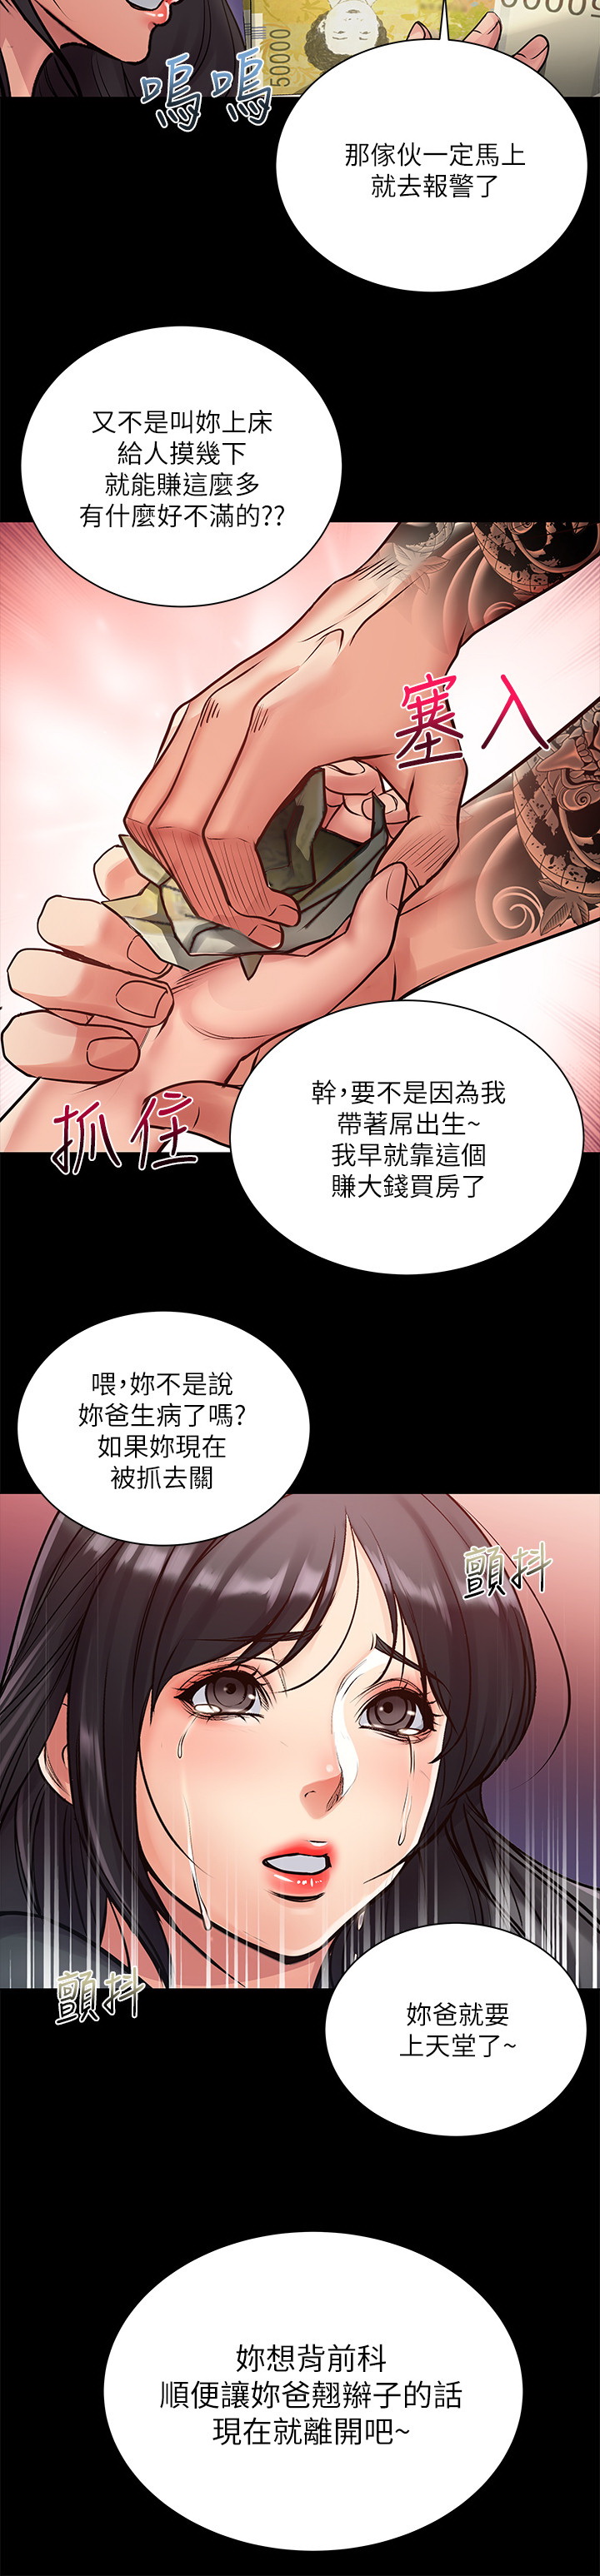 50000
50000
嗚嗚
那傢伙一定馬上
就去報警了
又不是叫妳上床
給人摸幾下
就能賺這麼多
有什麼好不滿的??
塞入
幹,要不是因為我
帶著屌出生~
我早就靠這個
賺大錢買房了
抓住
喂,妳不是說
妳爸生病了嗎?
如果妳現在
被抓去關
顫抖
顫抖
妳爸就要
上天堂了~
妳想背前科
順便讓妳爸翹辮子的話
現在就離開吧~